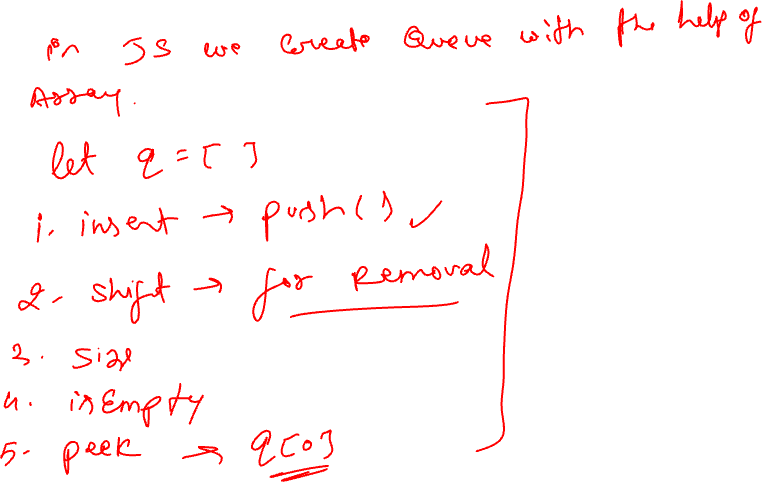 in JS we Create Queue with the help of
Array.
let q = [ ]
1. insert → push() ✓
2. shift → for Removal
3. size
4. isEmpty
5. peek → q[0]